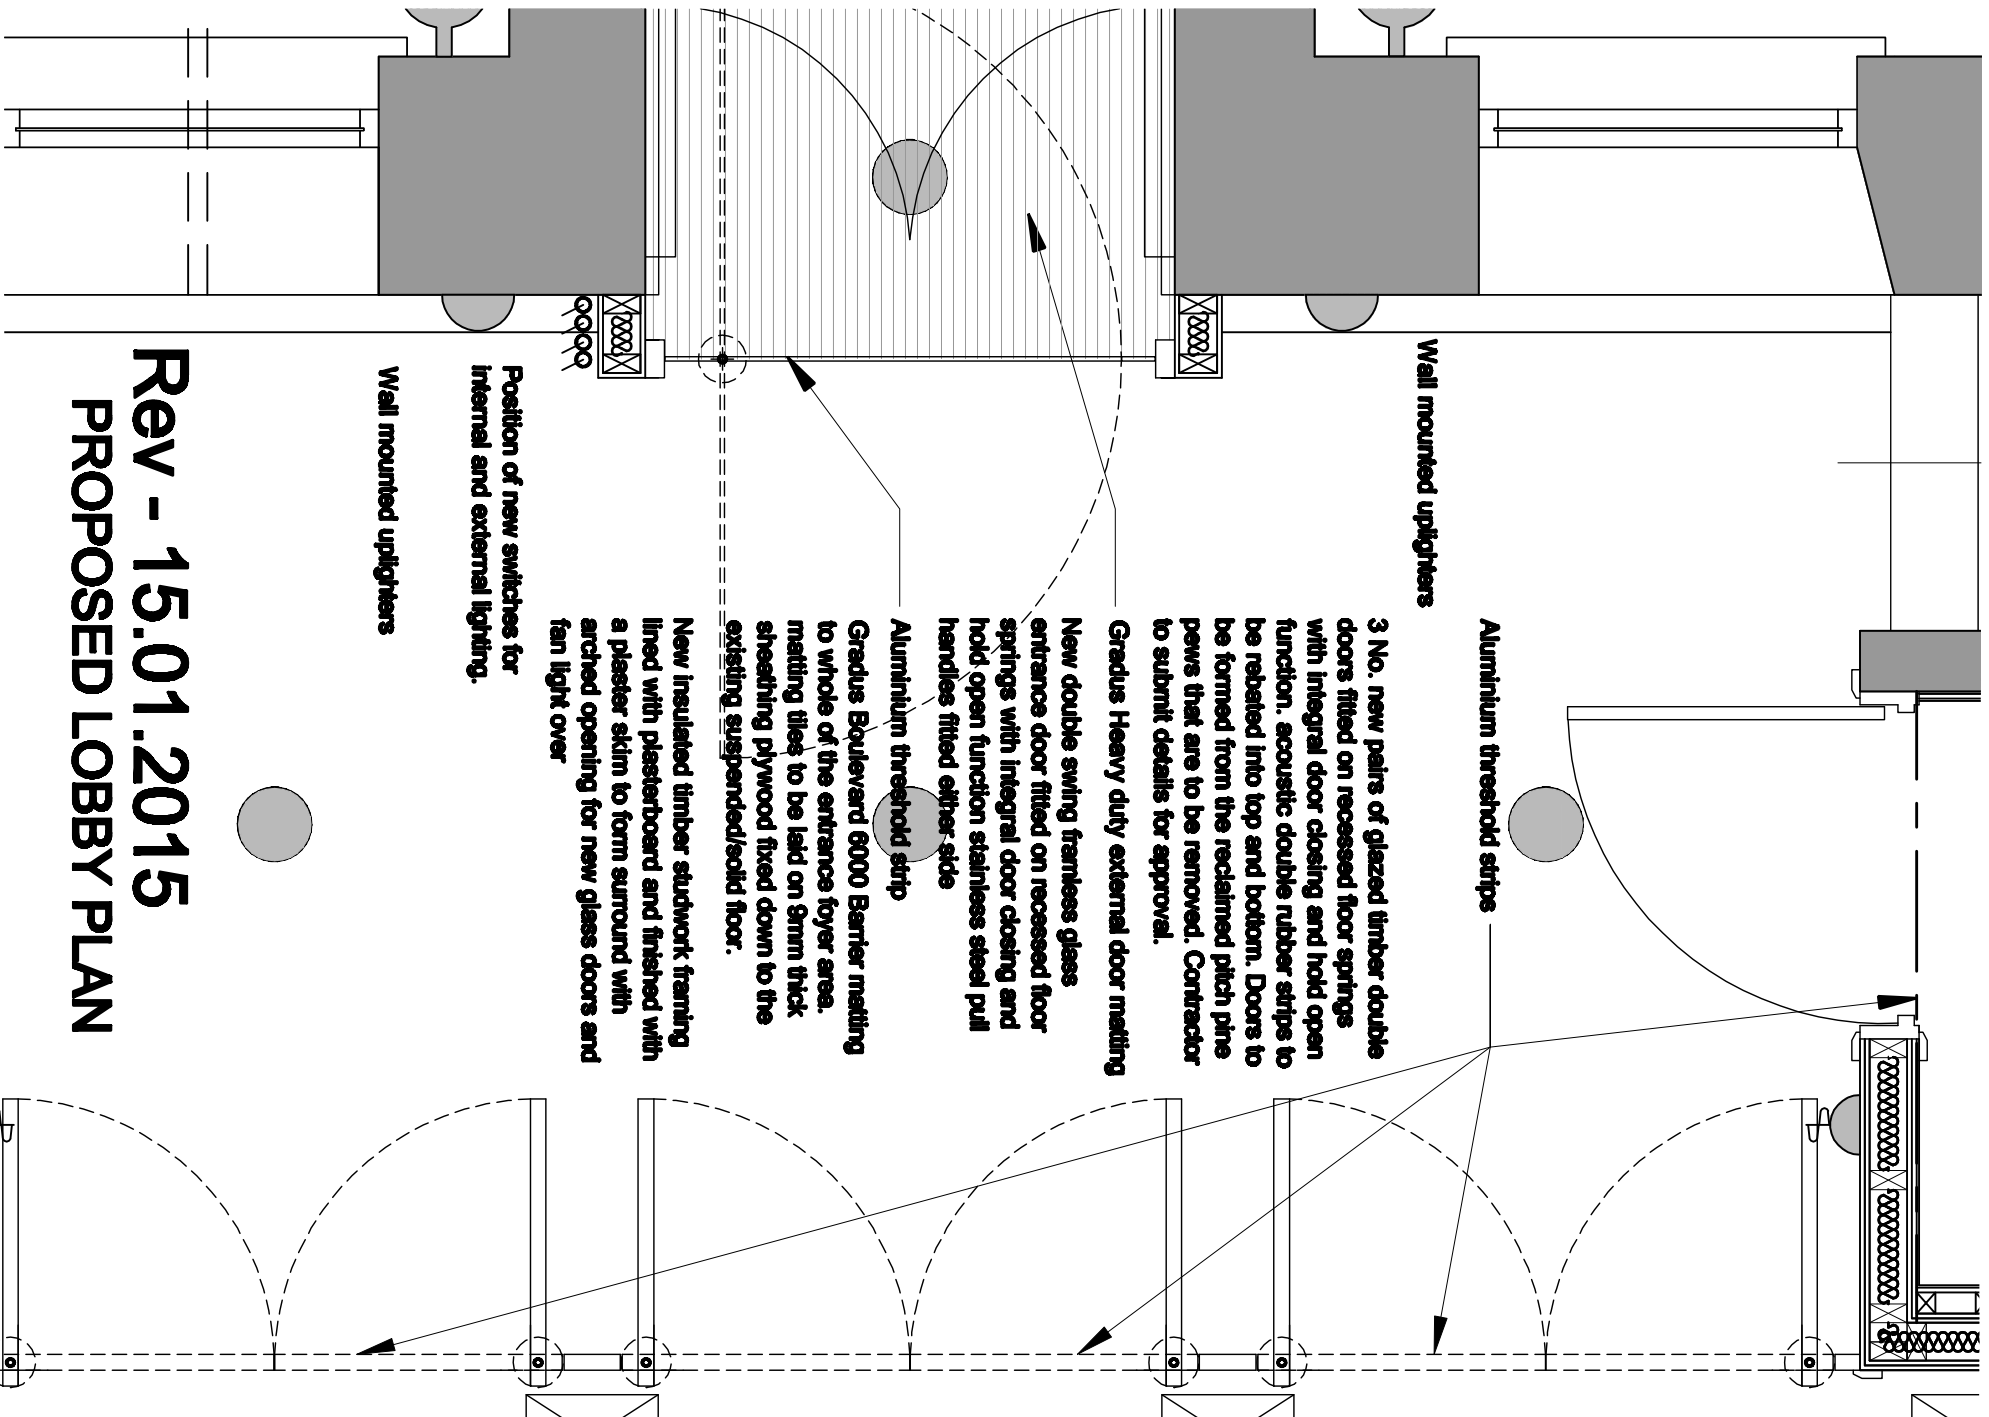 Aluminium threshold strips
Wall mounted uplighters
3 No. new pairs of glazed timber double
doors fitted on recessed floor springs
with integral door closing and hold open
function. acoustic double rubber strips to
be rebated into top and bottom. Doors to
be formed from the reclaimed pitch pine
pews that are to be removed. Contractor
to submit details for approval.
Gradus Heavy duty external door matting
New double swing framless glass
entrance door fitted on recessed floor
springs with integral door closing and
hold open function stainless steel pull
handles fitted either side
Aluminium threshold strip
Gradus Boulevard 6000 Barrier matting
to whole of the entrance foyer area.
matting tiles to be laid on 9mm thick
sheathing plywood fixed down to the
existing suspended/solid floor.
New insulated timber studwork framing
lined with plasterboard and finished with
a plaster skim to form surround with
arched opening for new glass doors and
fan light over
Position of new switches for
internal and external lighting.
Wall mounted uplighters
Rev - 15.01.2015
PROPOSED LOBBY PLAN